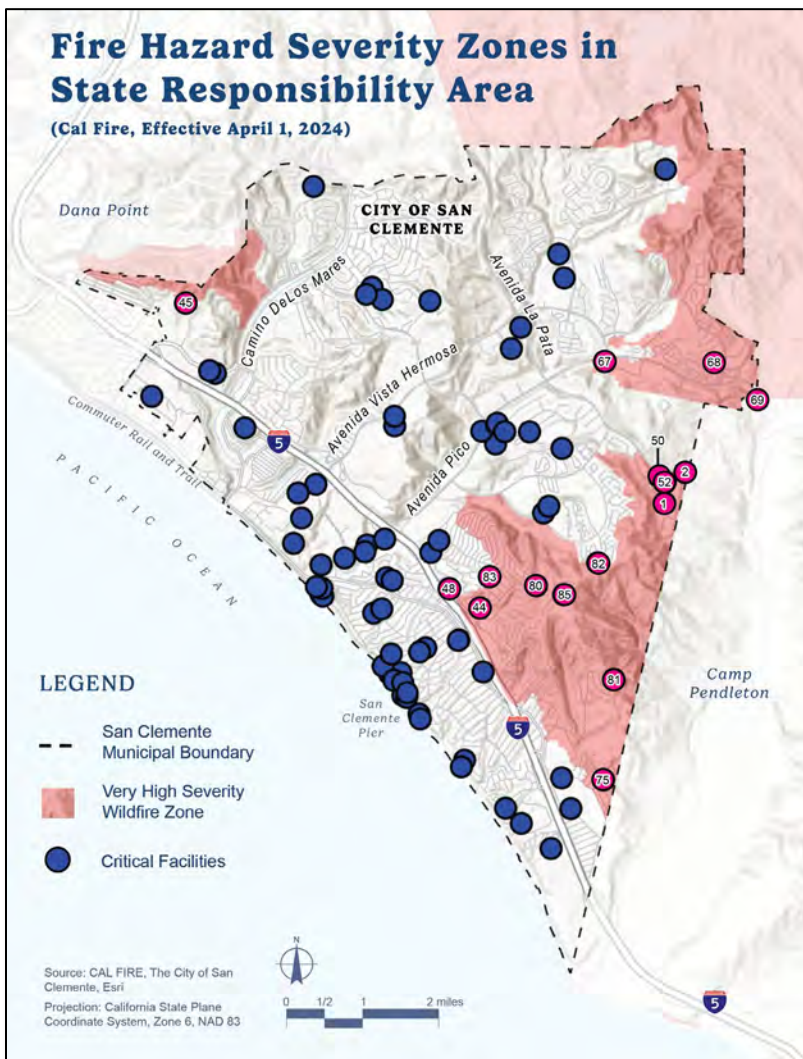 Fire Hazard Severity Zones in
State Responsibility Area
(Cal Fire, Effective April 1, 2024)
Dana Point
CITY OF SAN
CLEMENTE
Camino DeLos Mares
Avenida La Pata
Avenida Vista Hermosa
Avenida Pico
45
67
68
69
50
52
2
1
5
Commuter Rail and Trail
PACIFIC OCEAN
82
83
80
85
48
44
81
75
5
San
Clemente
Pier
Camp
Pendleton
LEGEND
San Clemente
Municipal Boundary
Very High Severity
Wildfire Zone
Critical Facilities
N
Source: CAL FIRE, The City of San
Clemente, Esri
Projection: California State Plane
Coordinate System, Zone 6, NAD 83
0 1/2 1 2 miles
5